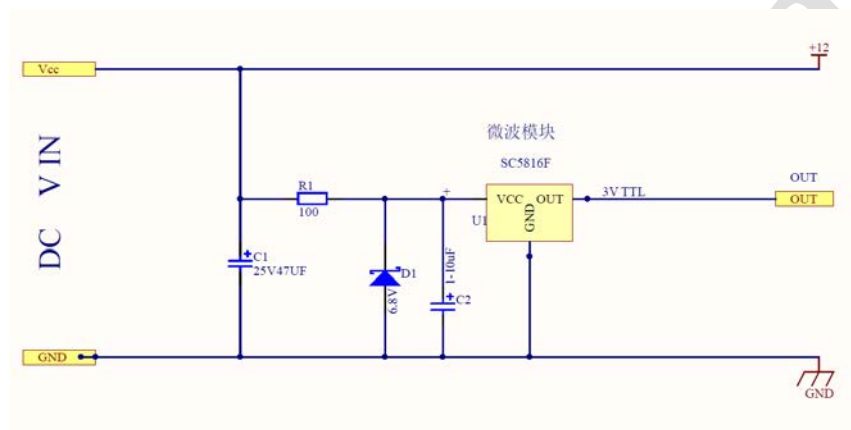 +12
Vcc
DC V IN
微波模块
SC5816F
R1
100
+
VCC OUT
GND
U1
3V TTL
OUT
OUT
C1
25V47UF
D1
6.8V
1-10uF
C2
GND
GND